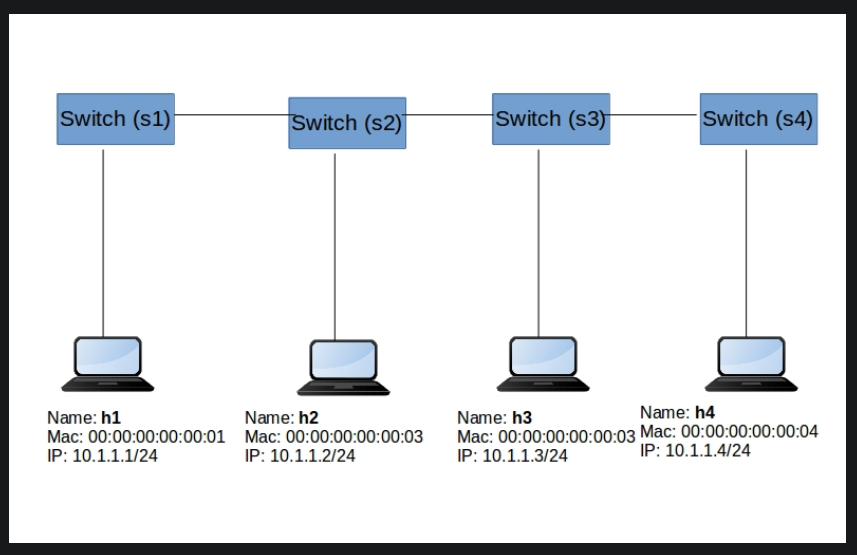 Switch (s1)
Switch (s2)
Switch (s3)
Switch (s4)
Name: h1
Mac: 00:00:00:00:00:01
IP: 10.1.1.1/24
Name: h2
Mac: 00:00:00:00:00:03
IP: 10.1.1.2/24
Name: h3
Mac: 00:00:00:00:00:03
IP: 10.1.1.3/24
Name: h4
Mac: 00:00:00:00:00:04
IP: 10.1.1.4/24